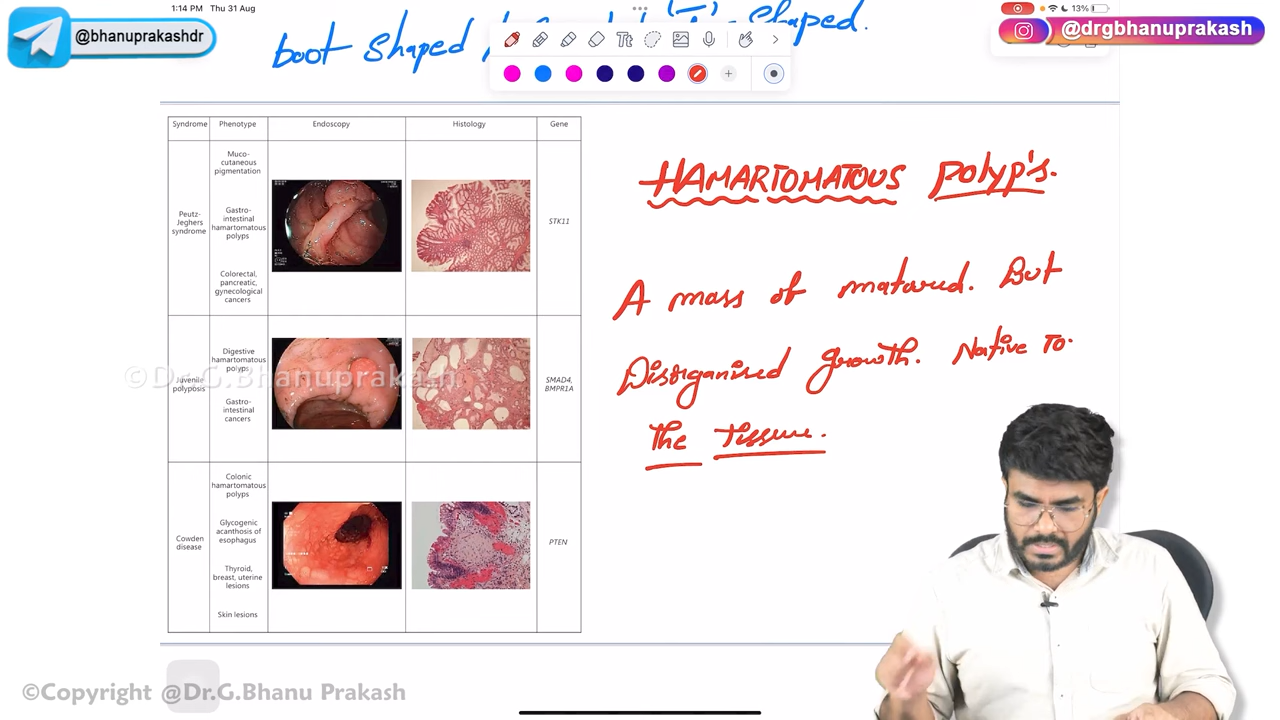 1:14 PM Thu 31 Aug
13%
@bhanuprakashdr
@drgbhanuprakash
boot shaped
shaped.
Syndrome Phenotype Endoscopy Histology Gene
Muco-
cutaneous
pigmentation
Gastro-
intestinal
hamartomatous
polyps
Peutz-
Jeghers
syndrome
STK11
Colorectal,
pancreatic,
gynecological
cancers
Digestive
hamartomatous
polyps
Juvenile
polyposis
SMAD4,
BMPR1A
Gastro-
intestinal
cancers
Colonic
hamartomatous
polyps
Glycogenic
acanthosis of
esophagus
Cowden
disease
PTEN
Thyroid,
breast, uterine
lesions
Skin lesions
HAMARTOMATOUS polyp's.
A mass of matured. But
Disorganised growth. Native To.
the tissue.
©Dr.G.Bhanuprakash.
©Copyright @Dr.G.Bhanu Prakash